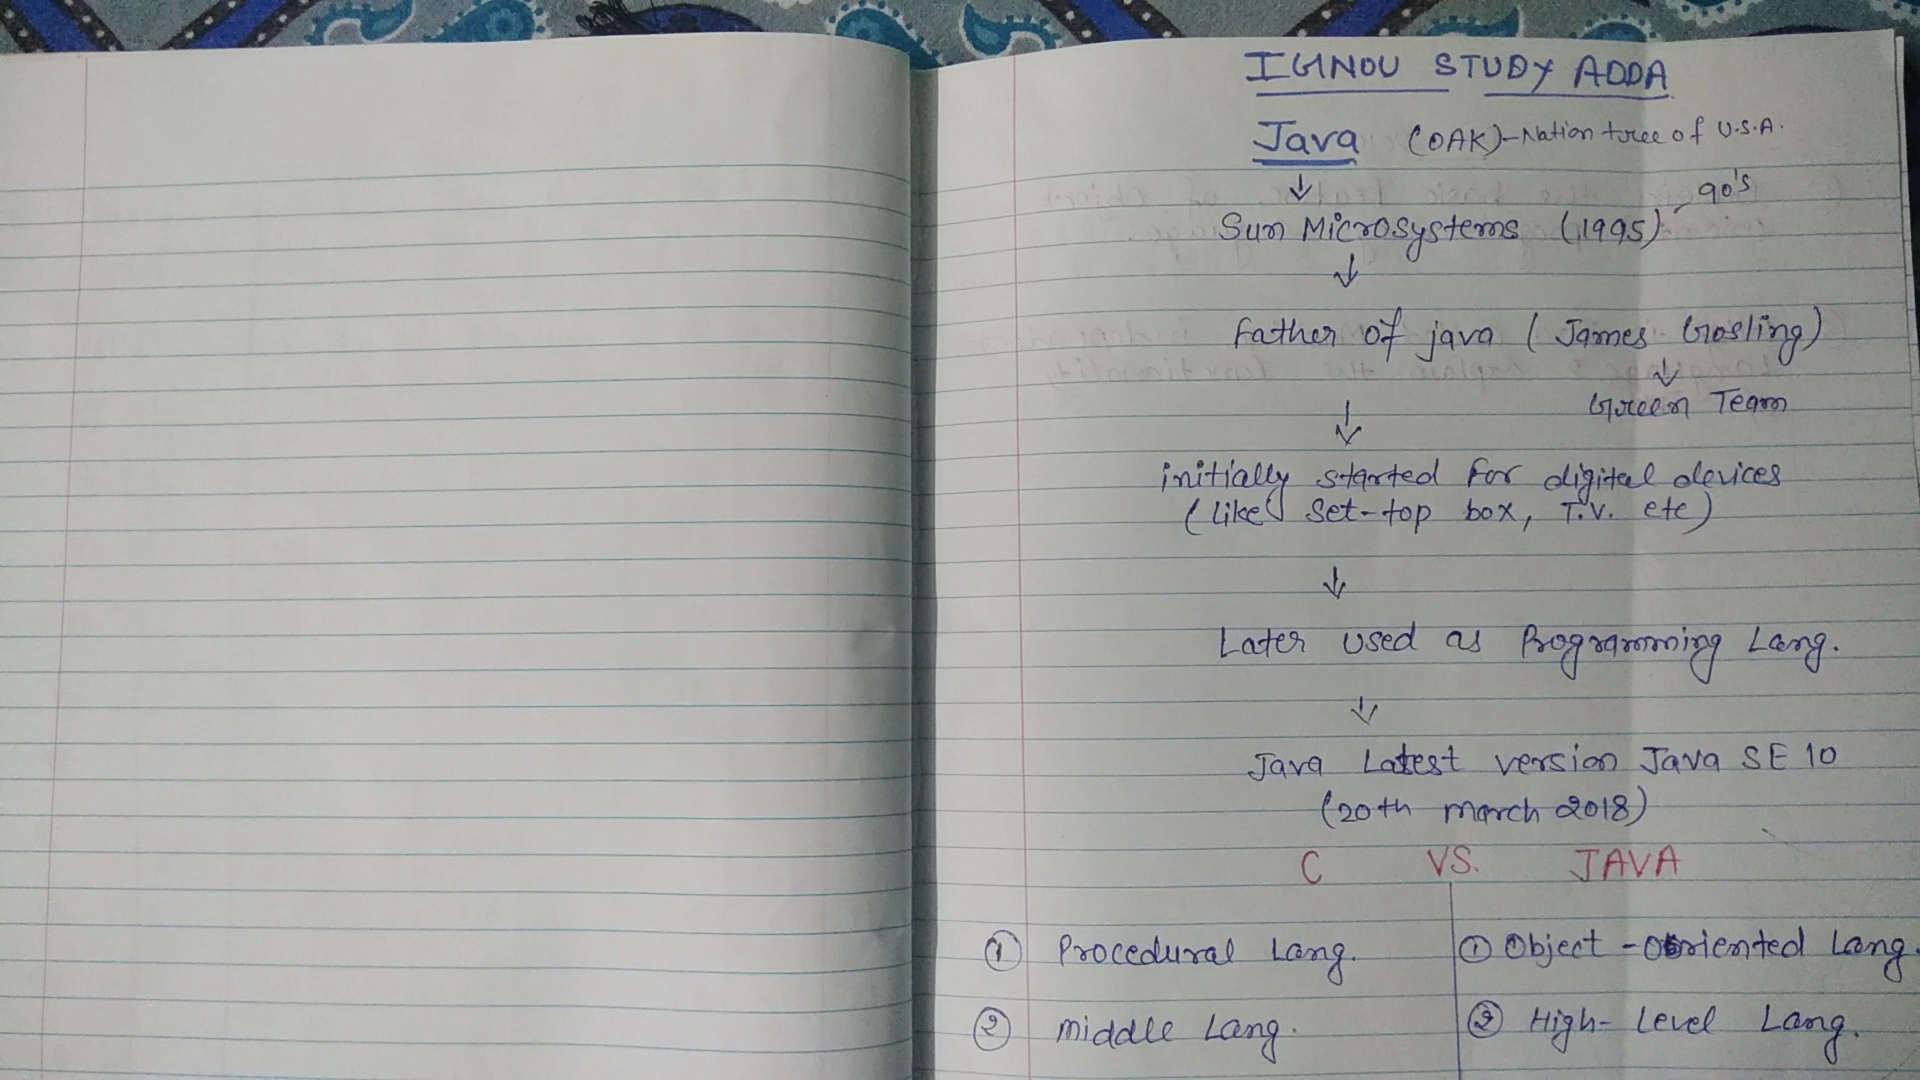 IGNOU STUDY ADDA
Java (OAK)-Nation tree of U.S.A.
↓
90's
Sun Microsystems (1995)
↓
Father of java (James Gosling)
↓
Green Team
↓
initially started for digital devices
(like set-top box, T.V. etc)
↓
Later used as Programming Lang.
↓
Java Latest version Java SE 10
(20th march 2018)
C VS. JAVA
① Procedural Lang. ① Object-Oriented Lang.
② middle Lang. ② High-Level Lang.